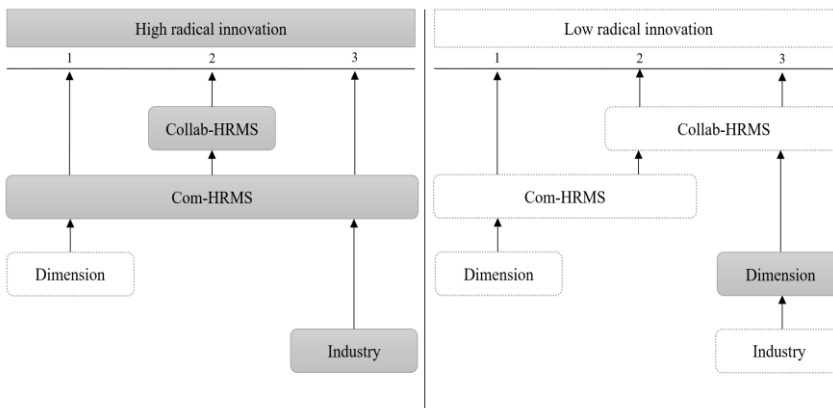 High radical innovation
1 2 3
Collab-HRMS
Com-HRMS
Dimension
Industry
Low radical innovation
1 2 3
Collab-HRMS
Com-HRMS
Dimension
Dimension
Industry